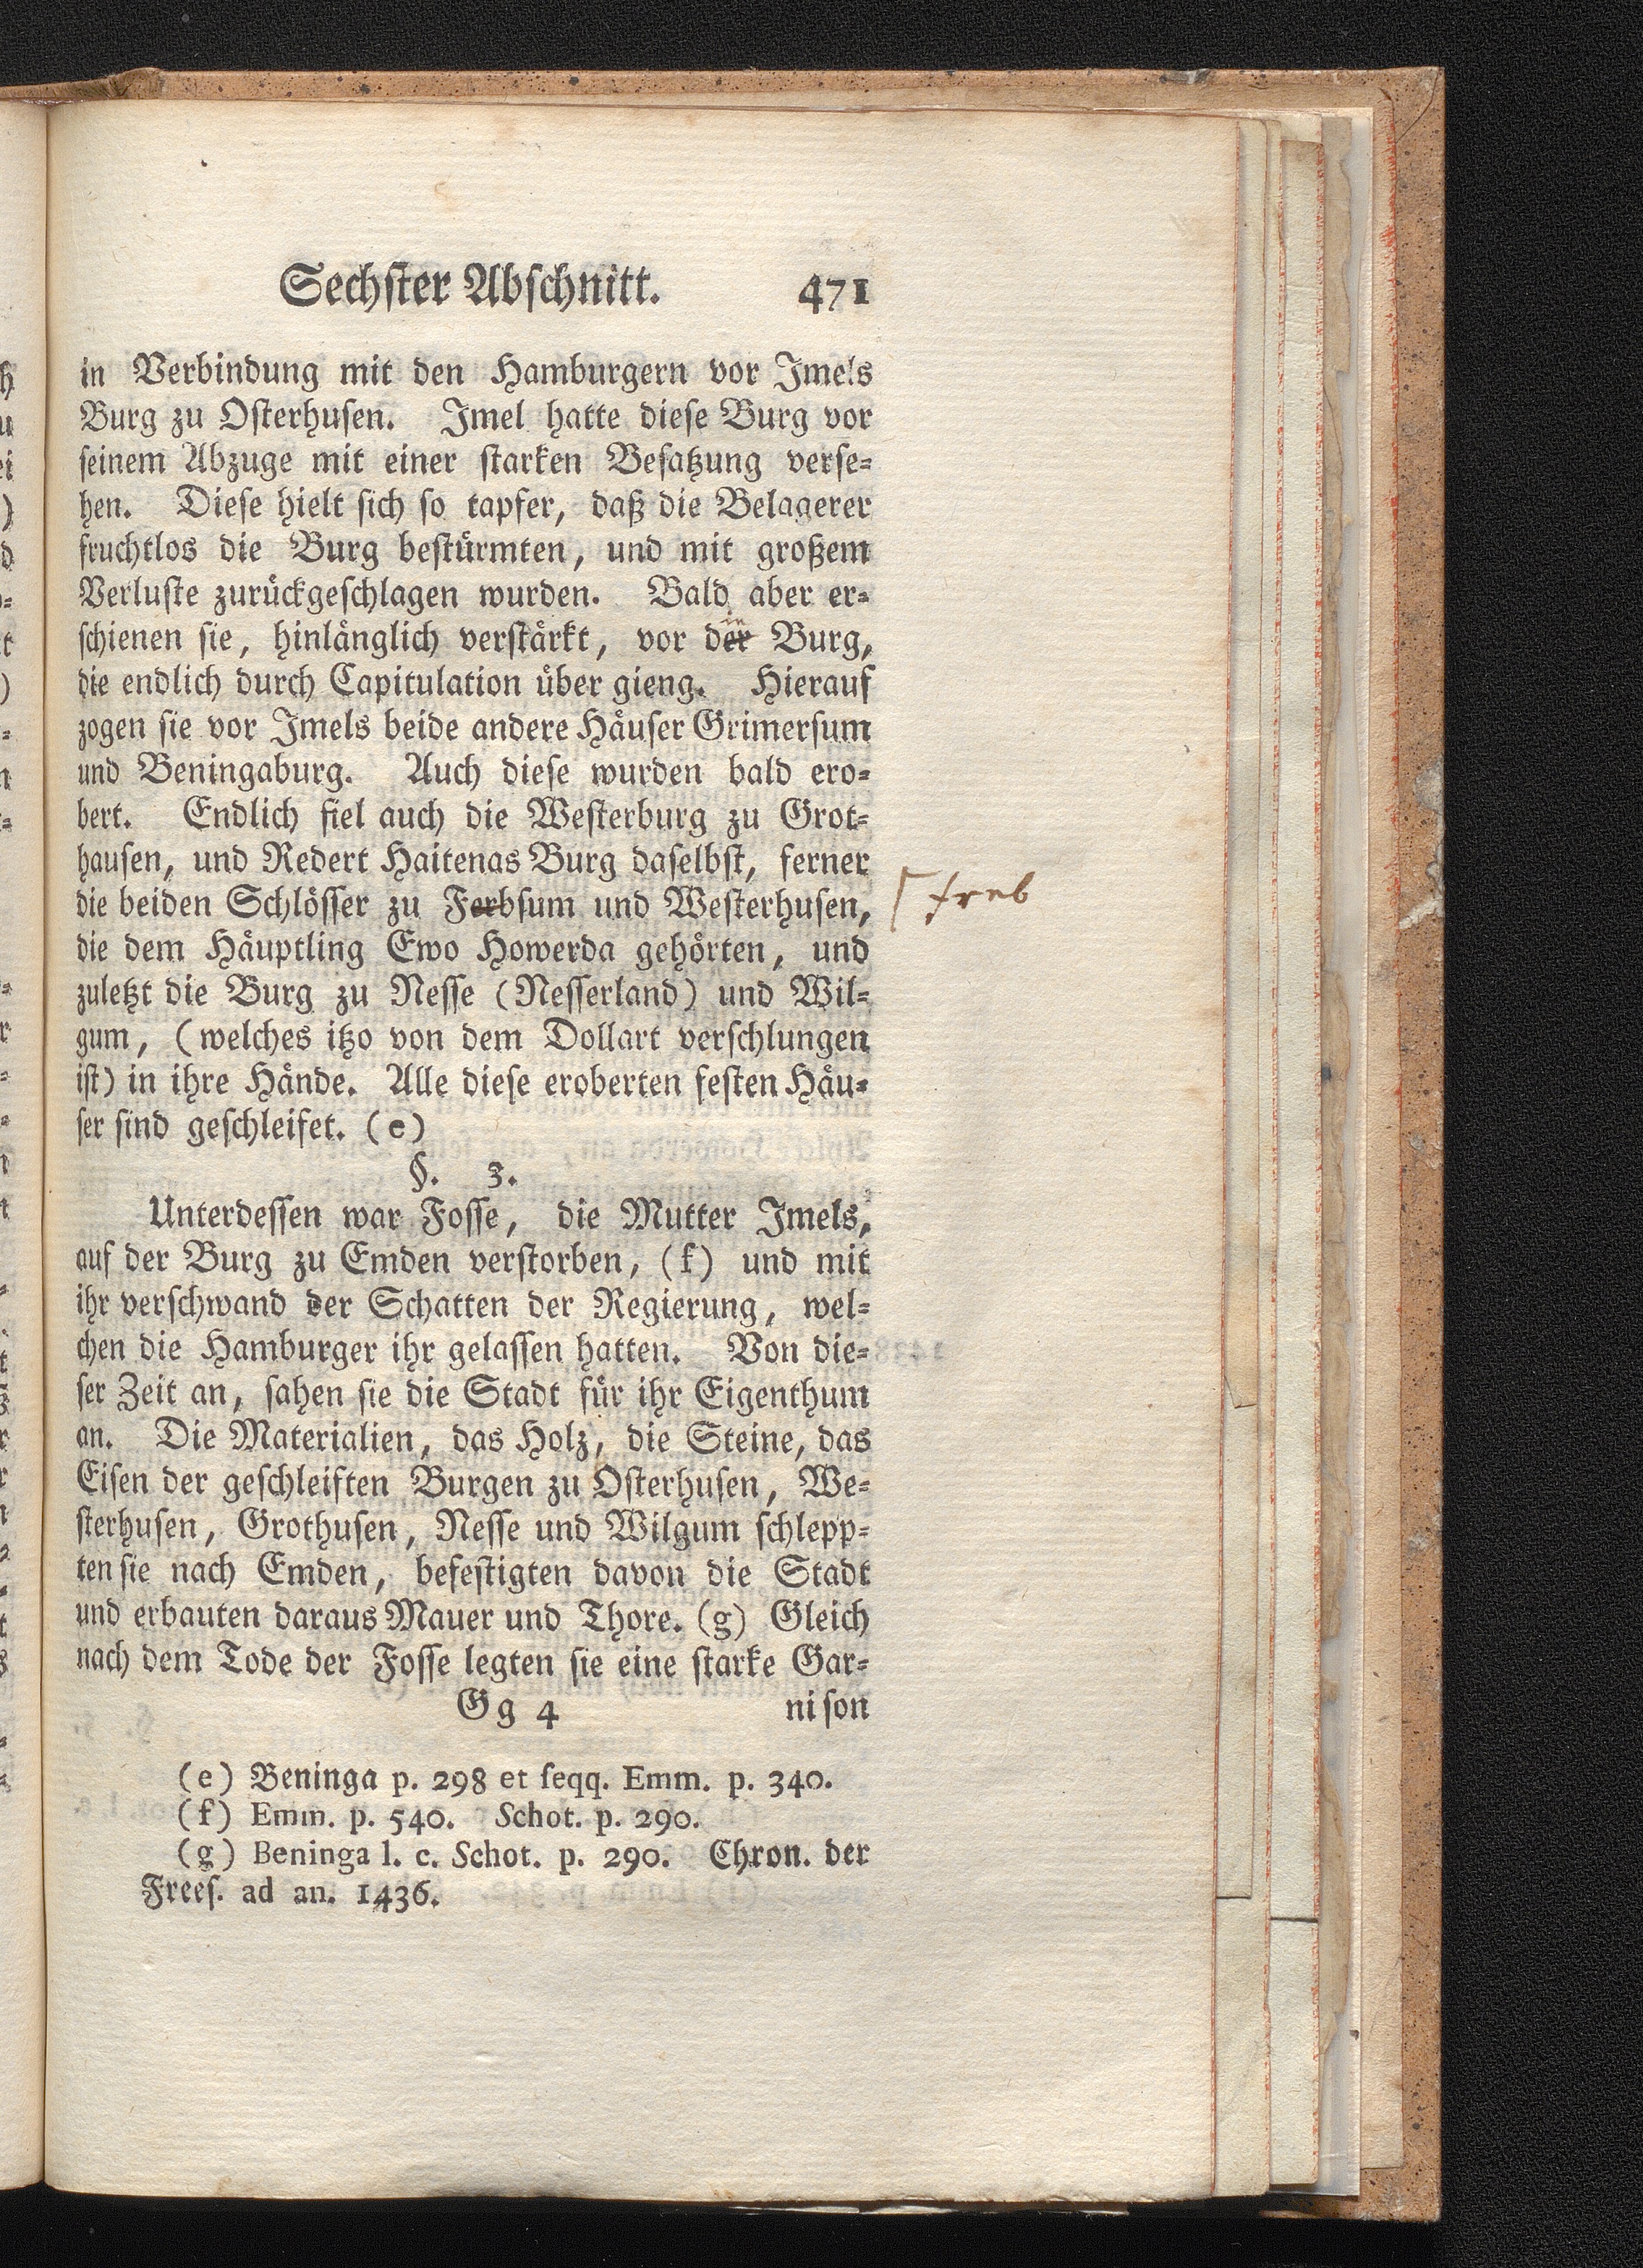 Sechster Abschnitt. 471
in Verbindung mit den Hamburgern vor Imels
Burg zu Osterhusen. Imel hatte diese Burg vor
seinem Abzuge mit einer starken Besatzung verse-
hen. Diese hielt sich so tapfer, daß die Belagerer
fruchtlos die Burg bestürmten, und mit großem
Verluste zurückgeschlagen wurden. Bald aber er-
schienen sie, hinlänglich verstärkt, vor der Burg,
die endlich durch Capitulation über gieng. Hierauf
zogen sie vor Imels beide andere Häuser Grimersum
und Beningaburg. Auch diese wurden bald ero-
bert. Endlich fiel auch die Westerburg zu Grot-
hausen, und Redert Haitenas Burg daselbst, ferner
die beiden Schlösser zu Ferbsum und Westerhusen, freb
die dem Häuptling Ewo Howerda gehörten, und
zuletzt die Burg zu Nesse (Nesserland) und Wil-
gum, (welches itzo von dem Dollart verschlungen
ist) in ihre Hände. Alle diese eroberten festen Häu-
ser sind geschleifet. (e)
§. 3.
Unterdessen war Fosse, die Mutter Imels,
auf der Burg zu Emden verstorben, (f) und mit
ihr verschwand der Schatten der Regierung, wel-
chen die Hamburger ihr gelassen hatten. Von die-
ser Zeit an, sahen sie die Stadt für ihr Eigenthum
an. Die Materialien, das Holz, die Steine, das
Eisen der geschleiften Burgen zu Osterhusen, We-
sterhusen, Grothusen, Nesse und Wilgum schlepp-
ten sie nach Emden, befestigten davon die Stadt
und erbauten daraus Mauer und Thore. (g) Gleich
nach dem Tode der Fosse legten sie eine starke Gar-
Gg 4 nison
(e) Beninga p. 298 et seqq. Emm. p. 340.
(f) Emm. p. 540. Schot. p. 290.
(g) Beninga l. c. Schot. p. 290. Chron. der
Frees. ad an. 1436.